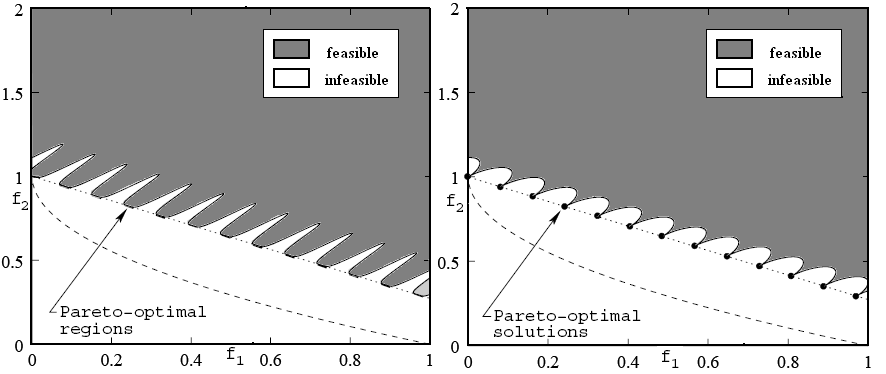 2
feasible
infeasible
1.5
1
f2
0.5
Pareto-optimal
regions
0
0
0.2
0.4
f1
0.6
0.8
1
2
feasible
infeasible
1.5
1
f2
0.5
Pareto-optimal
solutions
0
0
0.2
0.4
f1
0.6
0.8
1